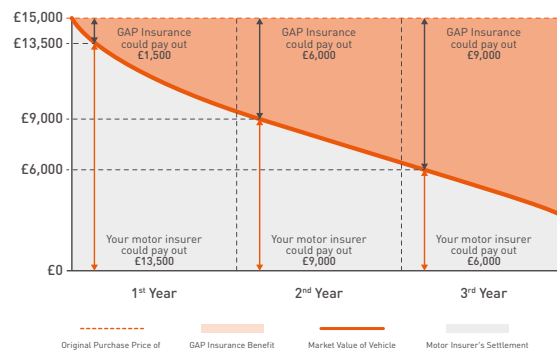 £15,000
£13,500
£9,000
£6,000
£0
GAP Insurance
could pay out
£1,500
GAP Insurance
could pay out
£6,000
GAP Insurance
could pay out
£9,000
Your motor insurer
could pay out
£13,500
Your motor insurer
could pay out
£9,000
Your motor insurer
could pay out
£6,000
1st Year
2nd Year
3rd Year
Original Purchase Price of
GAP Insurance Benefit
Market Value of Vehicle
Motor Insurer's Settlement